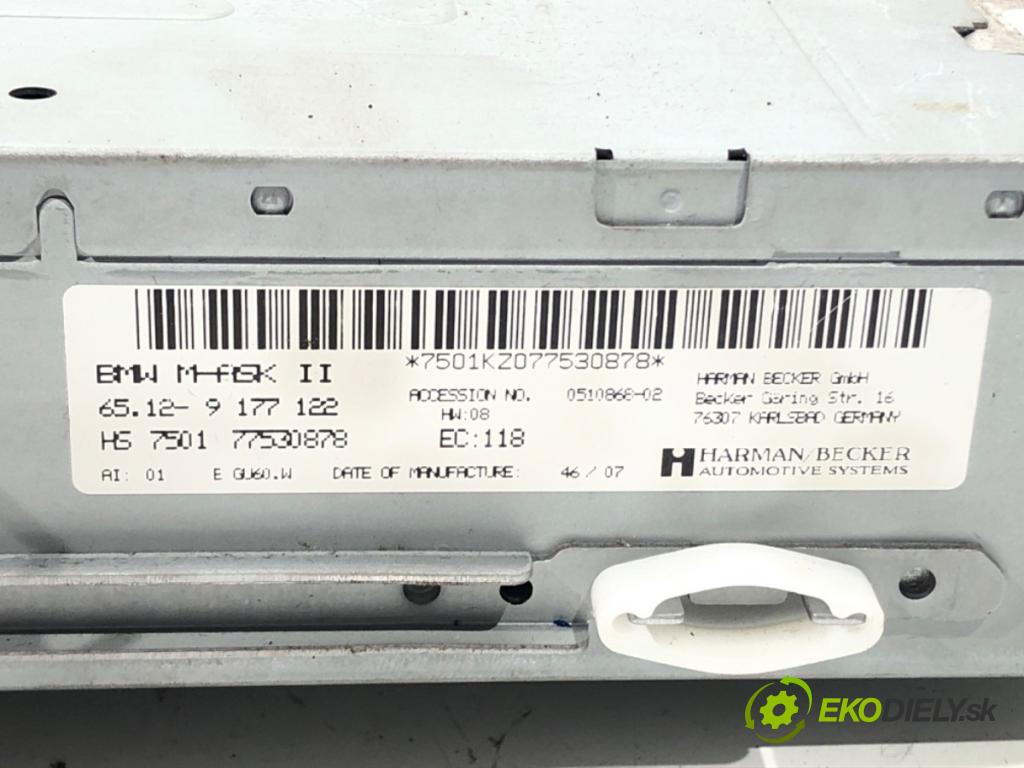 *7501KZ077530878*
BMW M-ASK II
65.12- 9 177 122
HS 7501 77530878
AI: 01 E GU60.W DATE OF MANUFACTURE: 46/07
ACCESSION NO. 0510868-02
HW:08
EC:118
HARMAN BECKER GmbH
Becker Göring Str. 16
76307 KARLSBAD GERMANY
HARMAN/BECKER
AUTOMOTIVE SYSTEMS
EKODIELY.sk